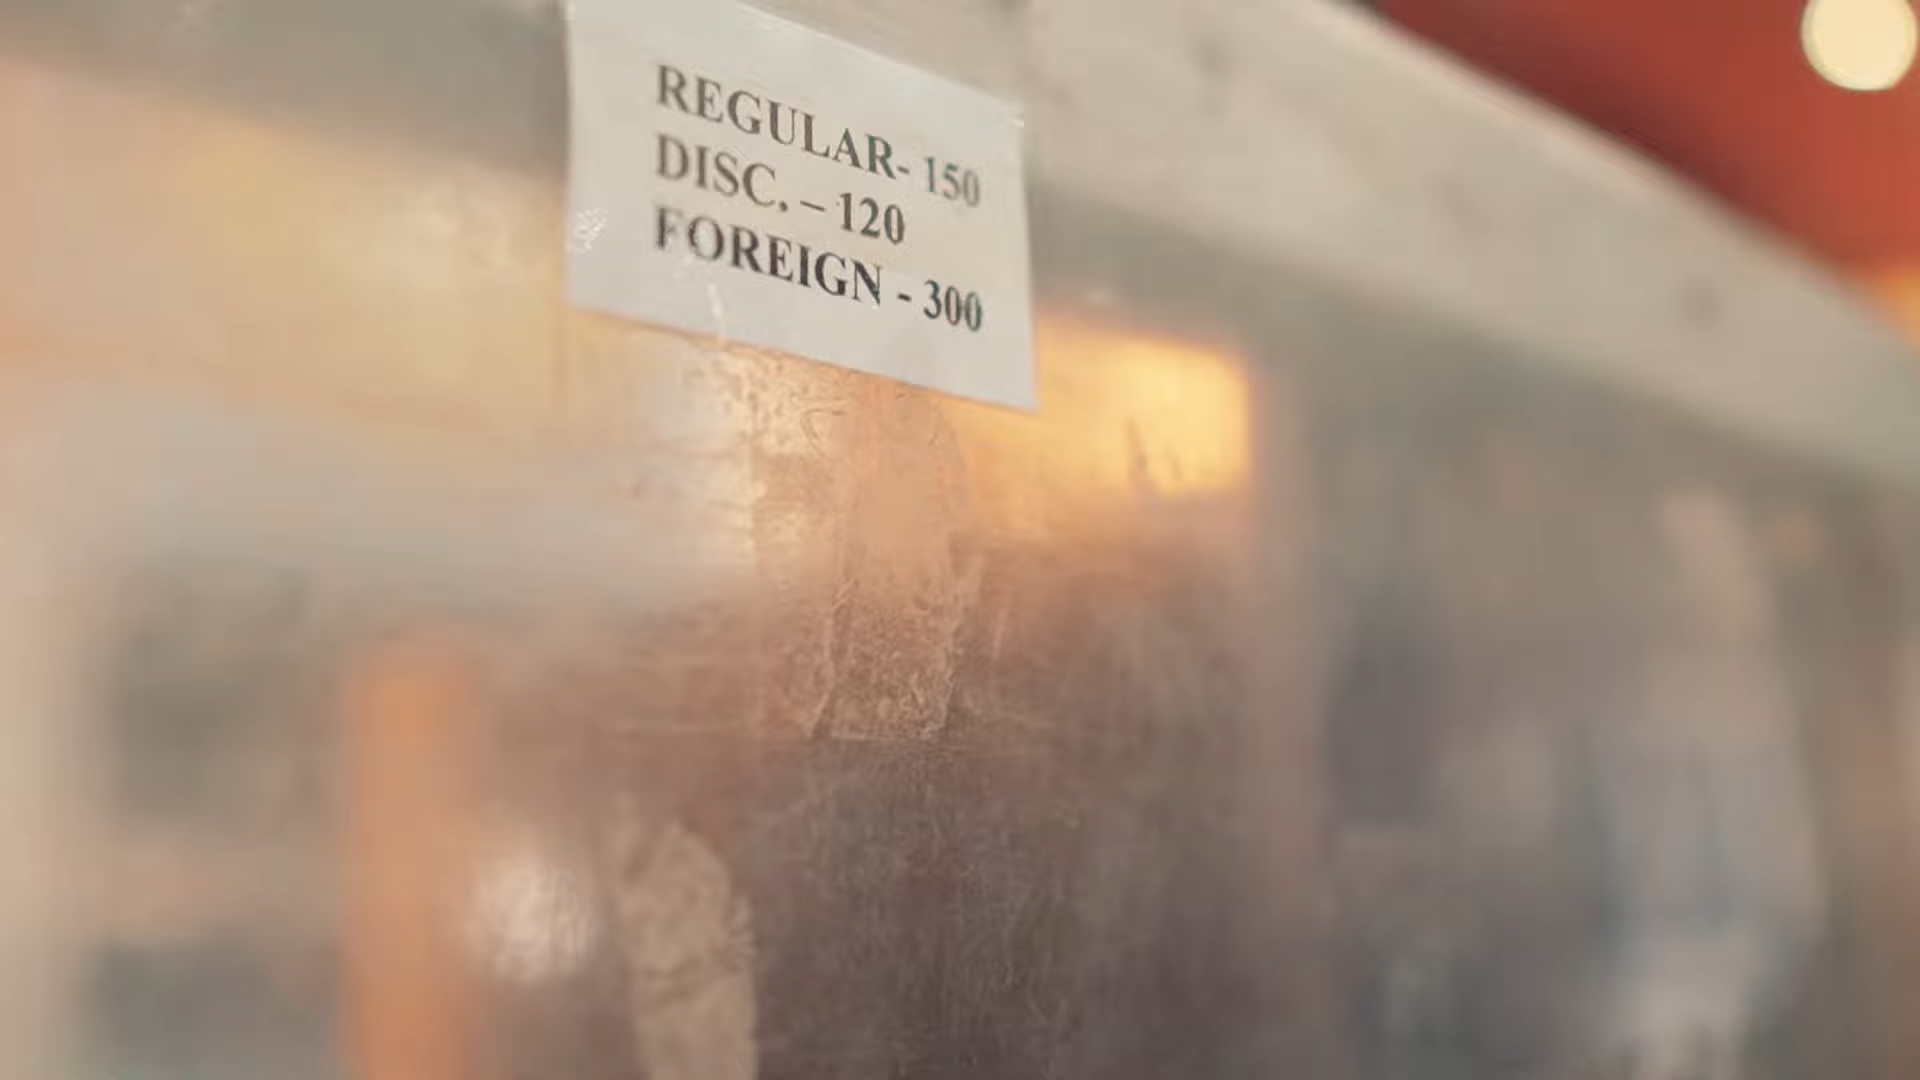 REGULAR- 150
DISC. – 120
FOREIGN - 300